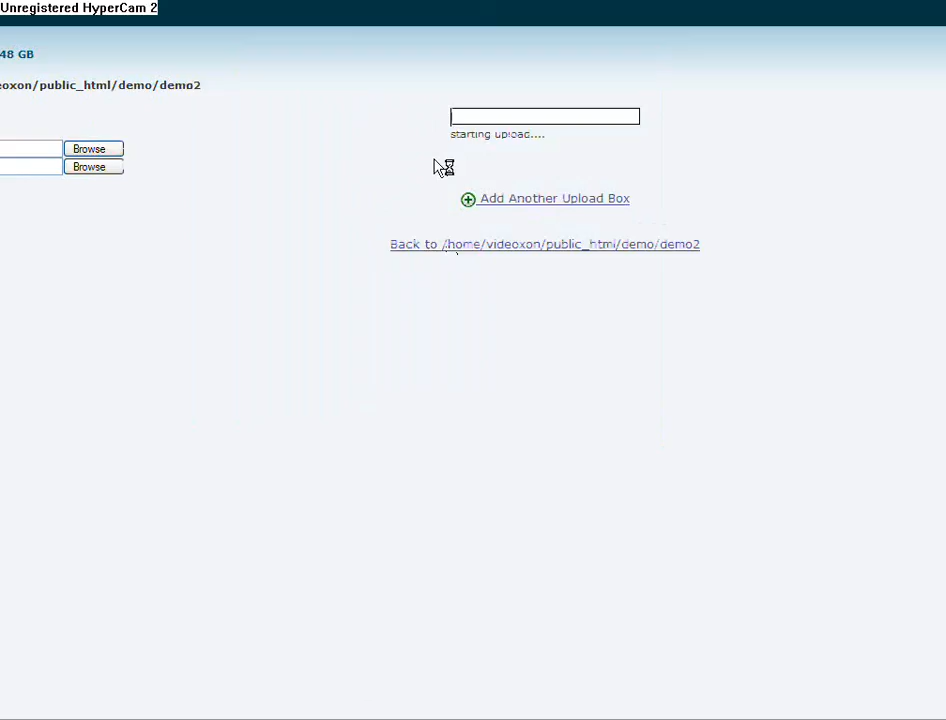 Unregistered HyperCam 2
48 GB
oxon/public_html/demo/demo2
starting upload....
Browse
Browse
Add Another Upload Box
Back to /home/videoxon/public_html/demo/demo2